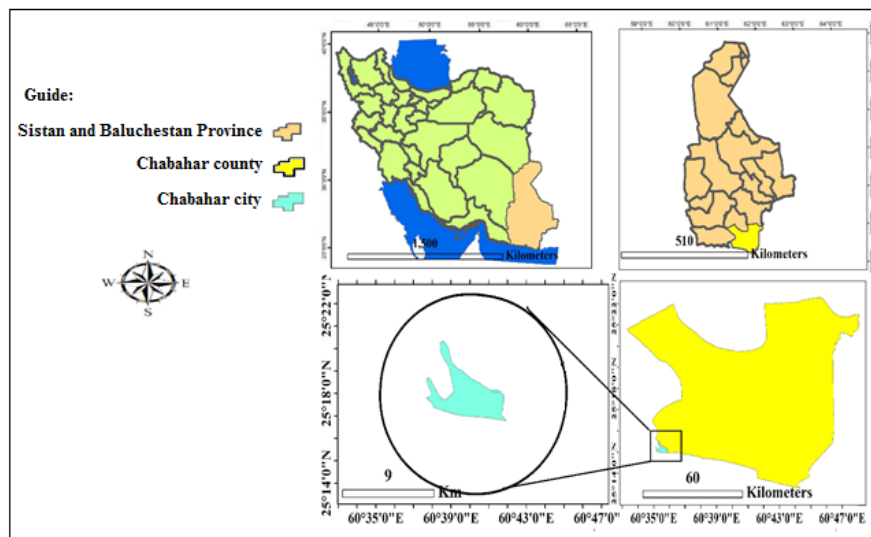 Guide:
Sistan and Baluchestan Province
Chabahar county
Chabahar city
N
W E
S
1,500
Kilometers
510
Kilometers
25°22'0"N
25°18'0"N
25°14'0"N
9
Km
60°35'0"E 60°39'0"E 60°43'0"E 60°47'0"E
60
Kilometers
60°35'0"E 60°39'0"E 60°43'0"E 60°47'0"E